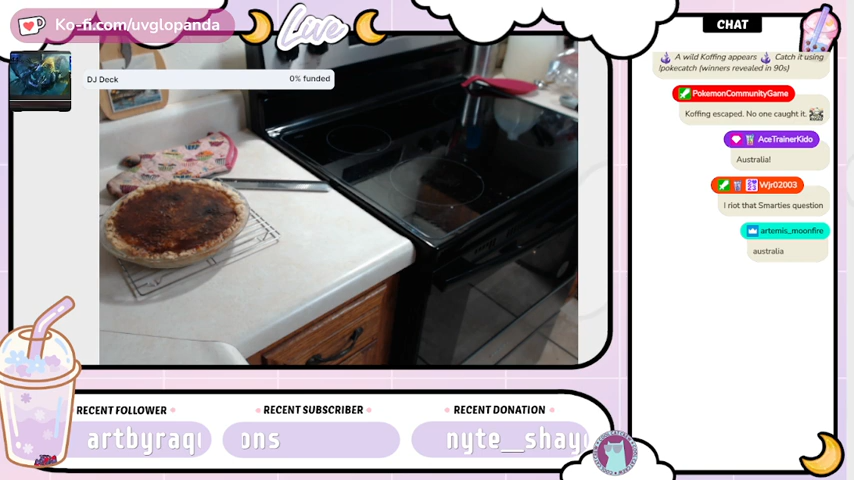 Ko-fi.com/uvglopanda
Live
DJ Deck
0% funded
CHAT
A wild Koffing appears Catch it using
!pokecatch (winners revealed in 90s)
PokemonCommunityGame
Koffing escaped. No one caught it.
AceTrainerKido
Australia!
Wjr02003
I riot that Smarties question
artemis_moonfire
australia
RECENT FOLLOWER
RECENT SUBSCRIBER
RECENT DONATION
artbyraq
ons
nyte_shay